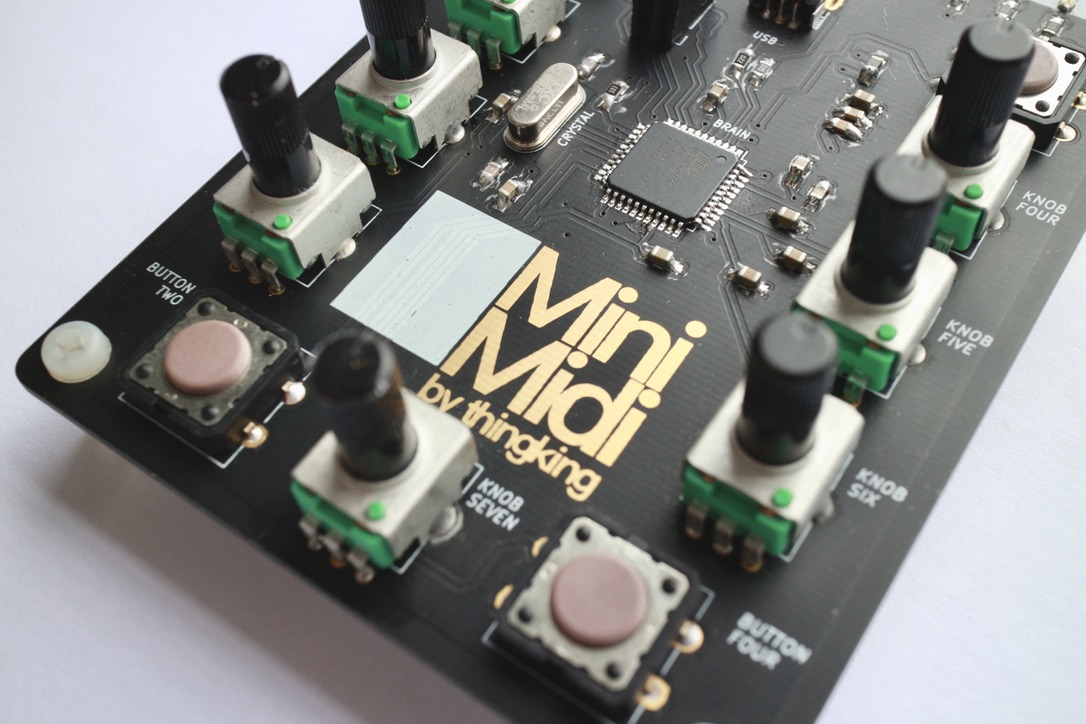 USB
BRAIN
CRYSTAL
KNOB
FOUR
BUTTON
TWO
Mini
Midi
by thingking
KNOB
FIVE
KNOB
SIX
KNOB
SEVEN
BUTTON
FOUR